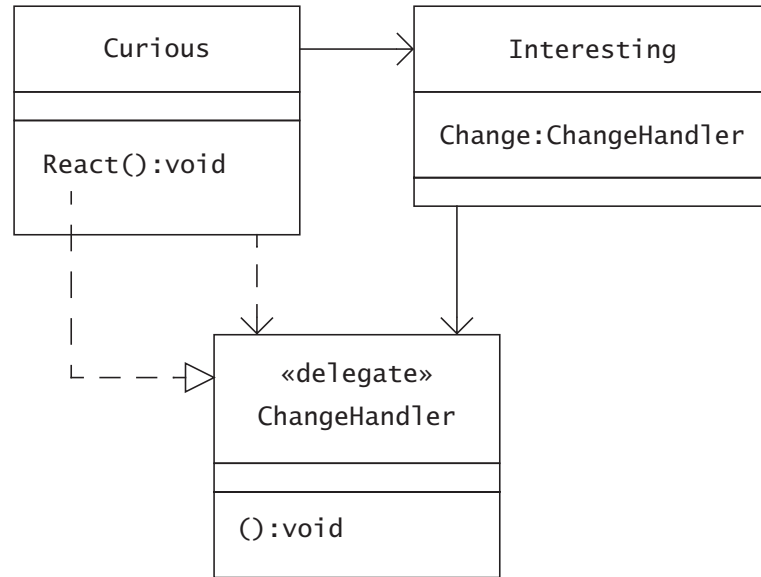 Curious
React():void
Interesting
Change:ChangeHandler
«delegate»
ChangeHandler
():void